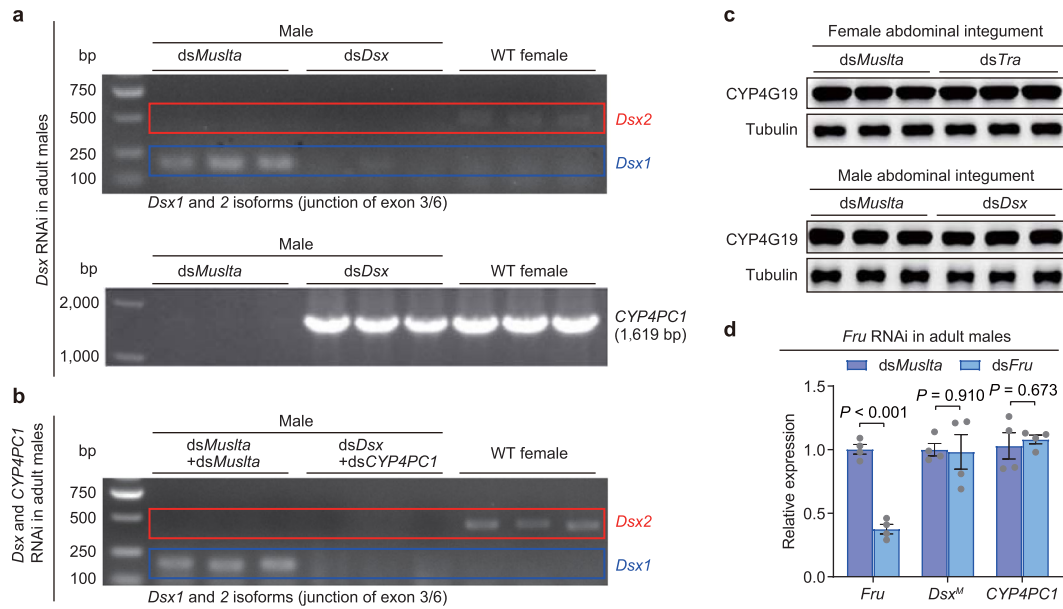 a
Dsx RNAi in adult males
Male
bp
dsMuslta
dsDsx
WT female
750
500
250
100
Dsx2
Dsx1
Dsx1 and 2 isoforms (junction of exon 3/6)
Male
bp
dsMuslta
dsDsx
WT female
2,000
1,000
CYP4PC1
(1,619 bp)
b
Dsx and CYP4PC1
RNAi in adult males
Male
bp
dsMuslta
+dsMuslta
dsDsx
+dsCYP4PC1
WT female
750
500
250
100
Dsx2
Dsx1
Dsx1 and 2 isoforms (junction of exon 3/6)
c
Female abdominal integument
dsMuslta
dsTra
CYP4G19
Tubulin
Male abdominal integument
dsMuslta
dsDsx
CYP4G19
Tubulin
d
Fru RNAi in adult males
dsMuslta
dsFru
Relative expression
1.5
1.0
0.5
0.0
P < 0.001
P = 0.910
P = 0.673
Fru
Dsx^M
CYP4PC1